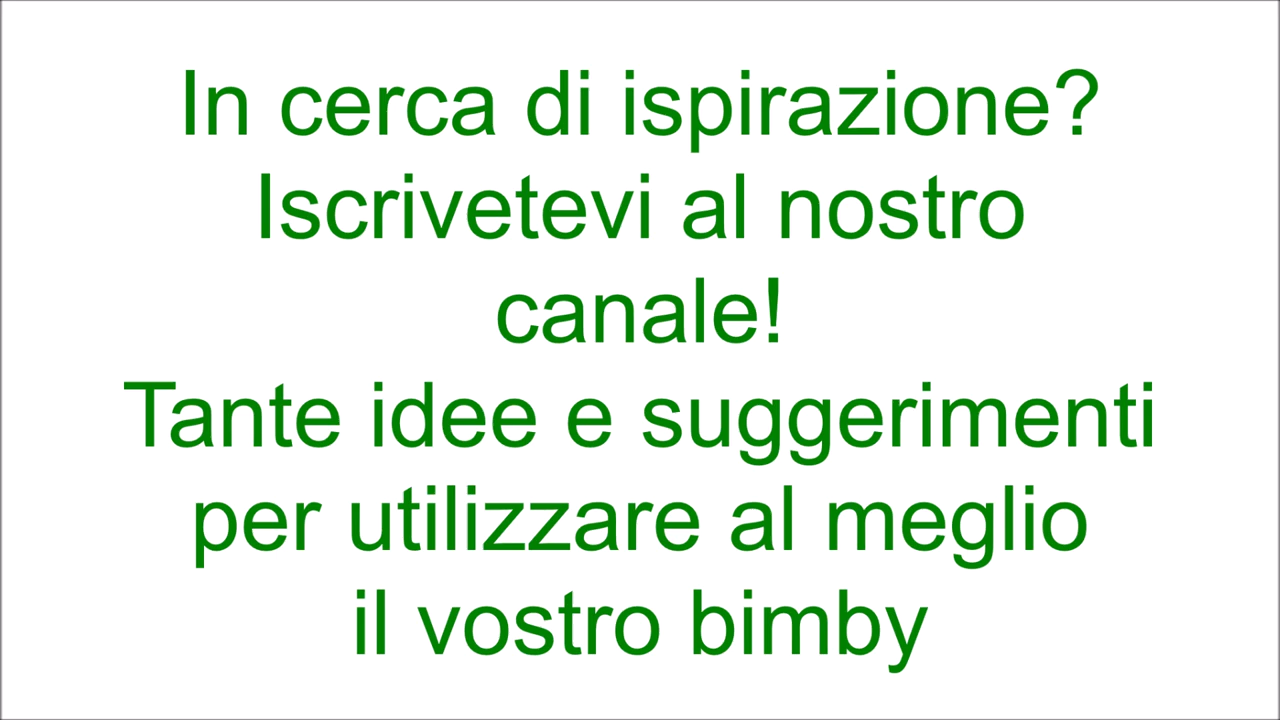 In cerca di ispirazione?
Iscrivetevi al nostro
canale!
Tante idee e suggerimenti
per utilizzare al meglio
il vostro bimby